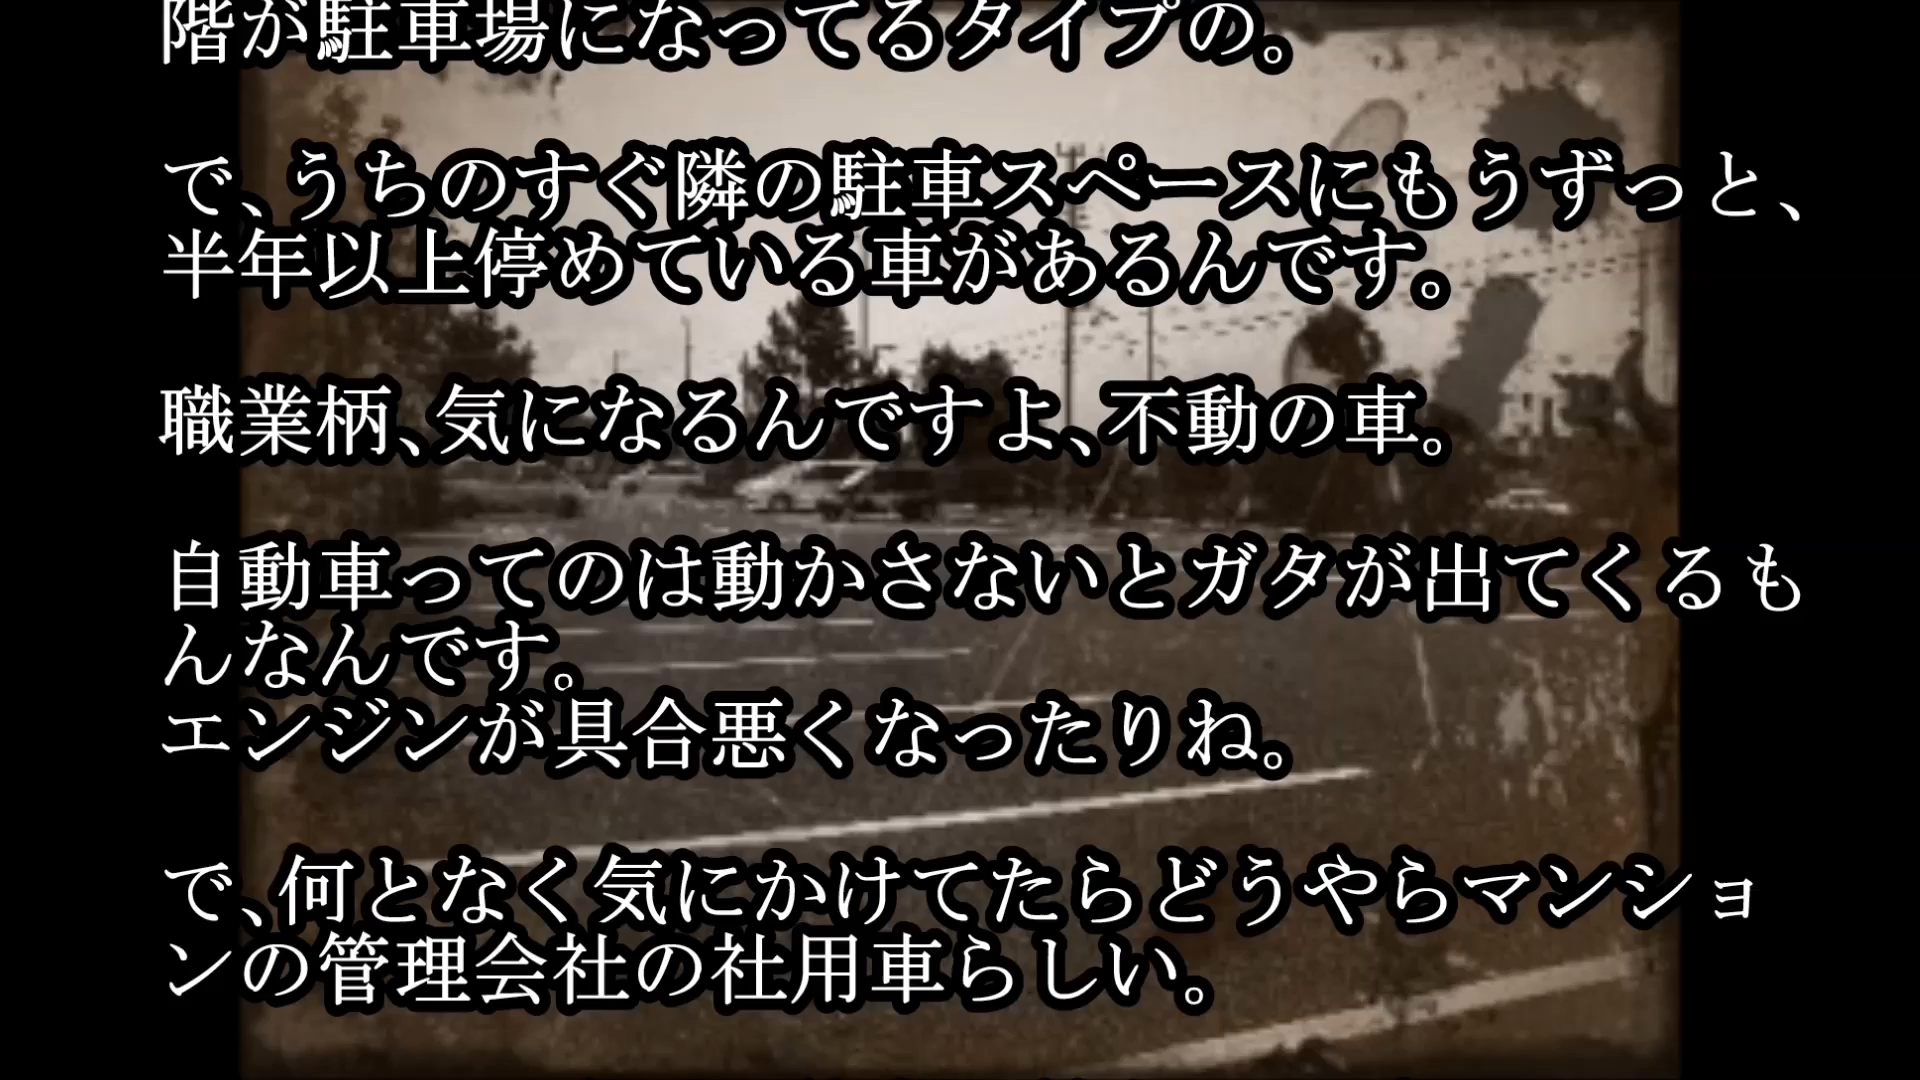 階が駐車場になってるタイプの。
で、うちのすぐ隣の駐車スペースにもうずっと、
半年以上停めている車があるんです。
職業柄、気になるんですよ、不動の車。
自動車ってのは動かさないとガタが出てくるも
んなんです。
エンジンが具合悪くなったりね。
で、何となく気にかけてたらどうやらマンショ
ンの管理会社の社用車らしい。